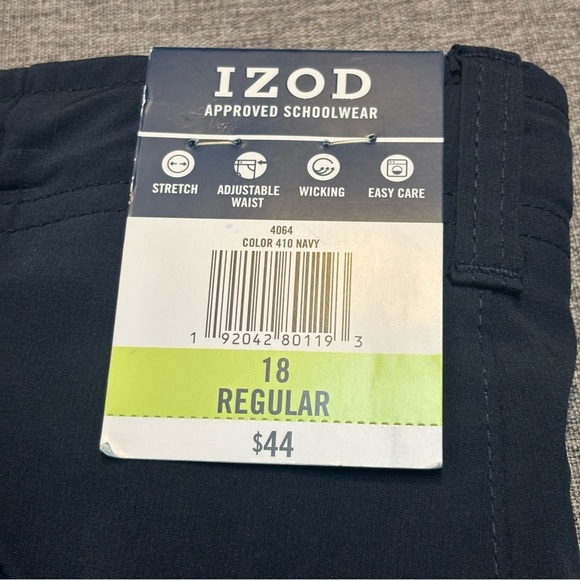 IZOD
APPROVED SCHOOLWEAR
STRETCH
ADJUSTABLE
WAIST
WICKING
EASY CARE
4064
COLOR 410 NAVY
1 92042 80119 3
18
REGULAR
$44